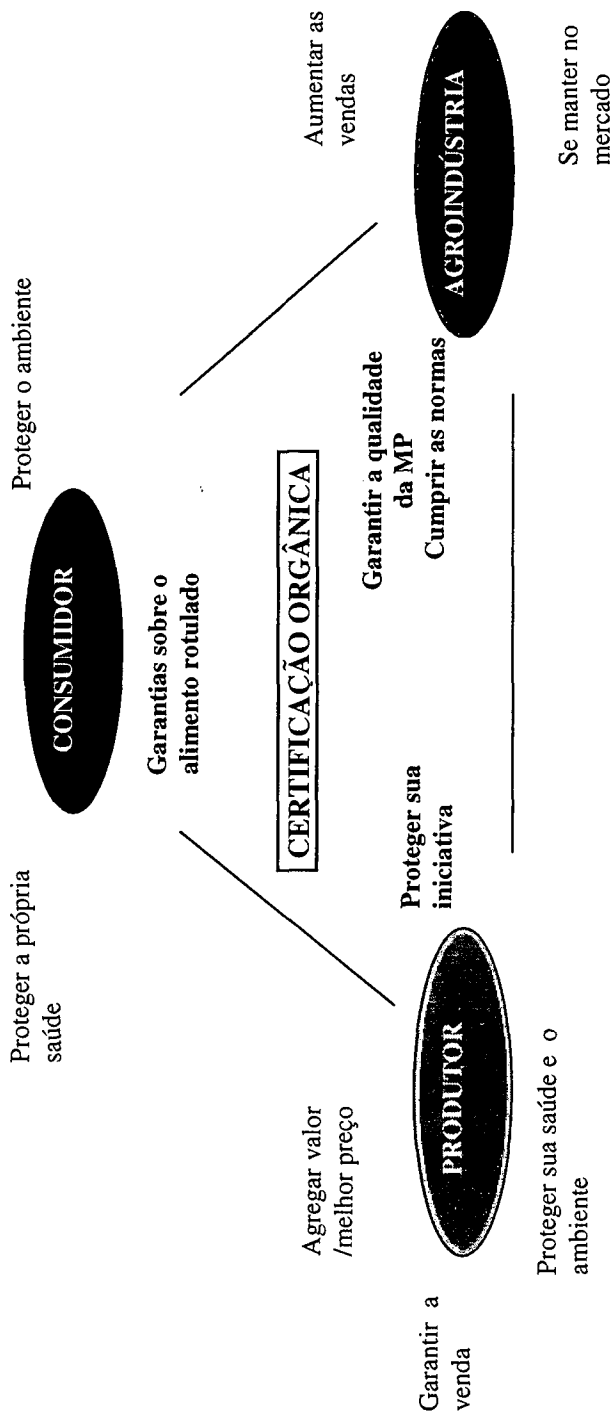 Proteger a própria
saúde
CONSUMIDOR
Proteger o ambiente
Garantias sobre o
alimento rotulado
CERTIFICAÇÃO ORGÂNICA
Agregar valor
/melhor preço
Aumentar as
vendas
Proteger sua
iniciativa
Garantir a qualidade
da MP
Cumprir as normas
Garantir a
venda
PRODUTOR
AGROINDÚSTRIA
Proteger sua saúde e o
ambiente
Se manter no
mercado